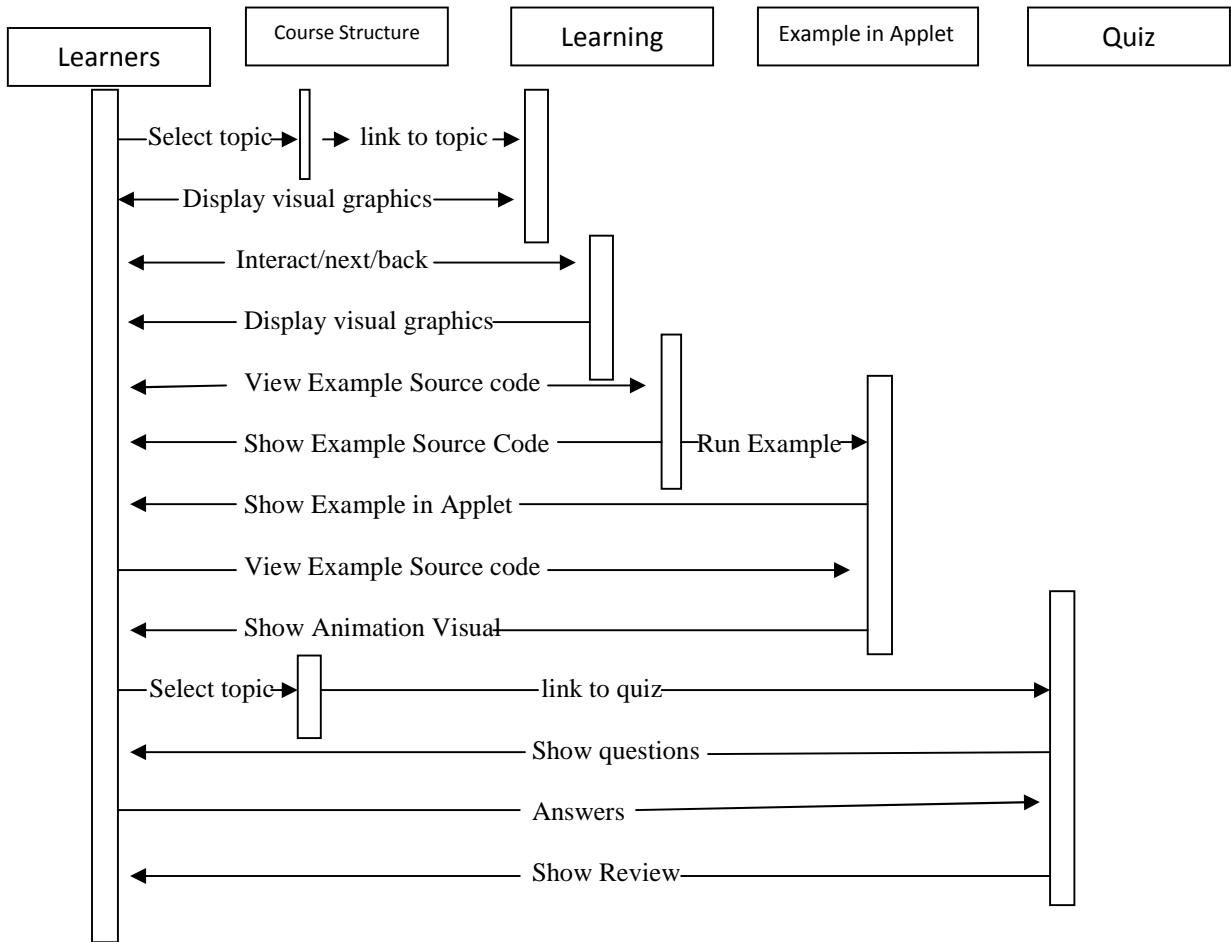 Learners
Course Structure
Learning
Example in Applet
Quiz
Select topic
link to topic
Display visual graphics
Interact/next/back
Display visual graphics
View Example Source code
Show Example Source Code
Run Example
Show Example in Applet
View Example Source code
Show Animation Visual
Select topic
link to quiz
Show questions
Answers
Show Review